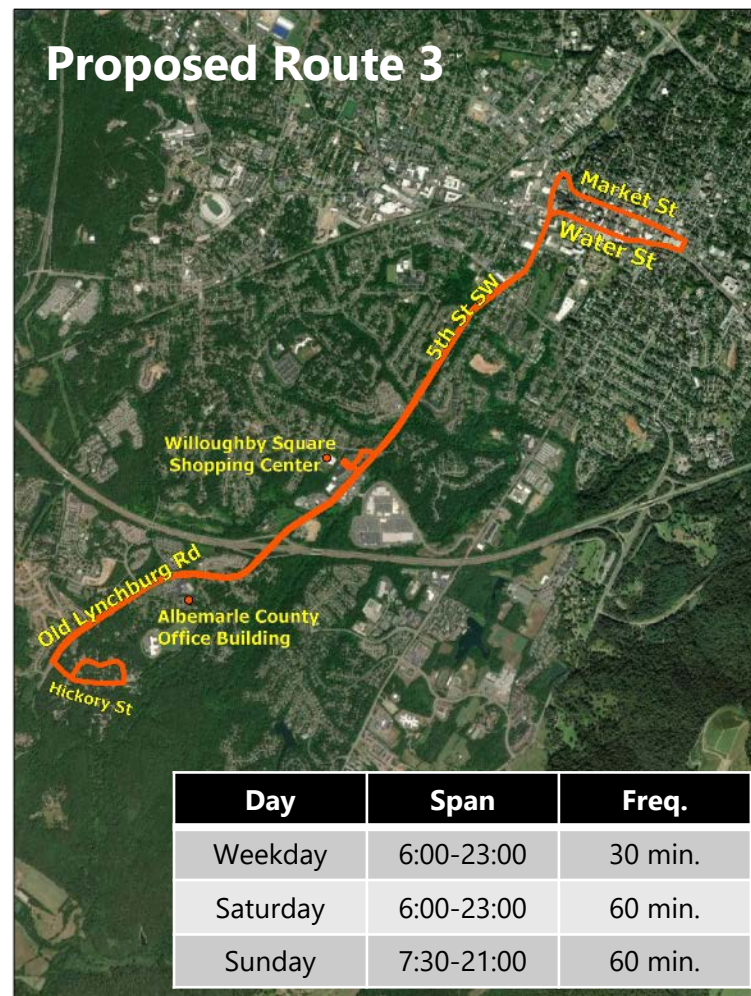 Proposed Route 3
Market St
Water St
5th St SW
Willoughby Square
Shopping Center
Old Lynchburg Rd
Albemarle County
Office Building
Hickory St
Day Span Freq.
Weekday 6:00-23:00 30 min.
Saturday 6:00-23:00 60 min.
Sunday 7:30-21:00 60 min.